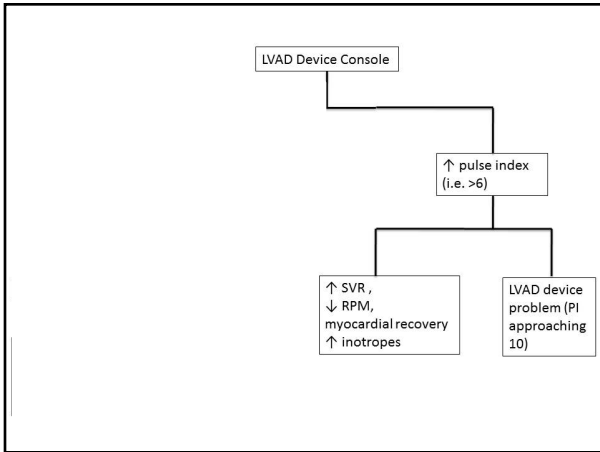 LVAD Device Console
↑ pulse index
(i.e. >6)
↑ SVR ,
↓ RPM,
myocardial recovery
↑ inotropes
LVAD device
problem (PI
approaching
10)